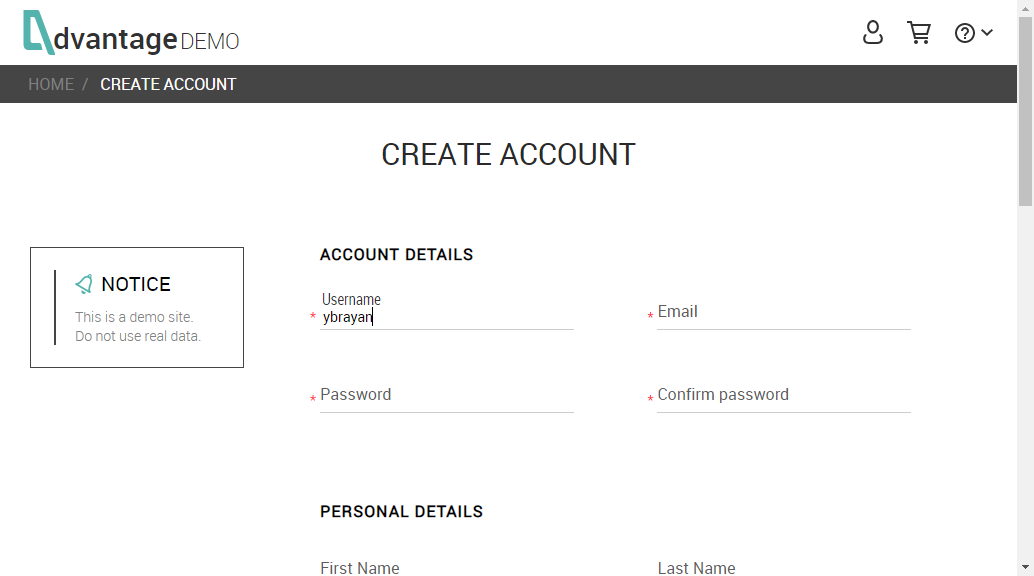 dvantage DEMO
HOME / CREATE ACCOUNT
CREATE ACCOUNT
NOTICE
This is a demo site.
Do not use real data.
ACCOUNT DETAILS
Username
* ybrayan
* Email
* Password
* Confirm password
PERSONAL DETAILS
First Name
Last Name